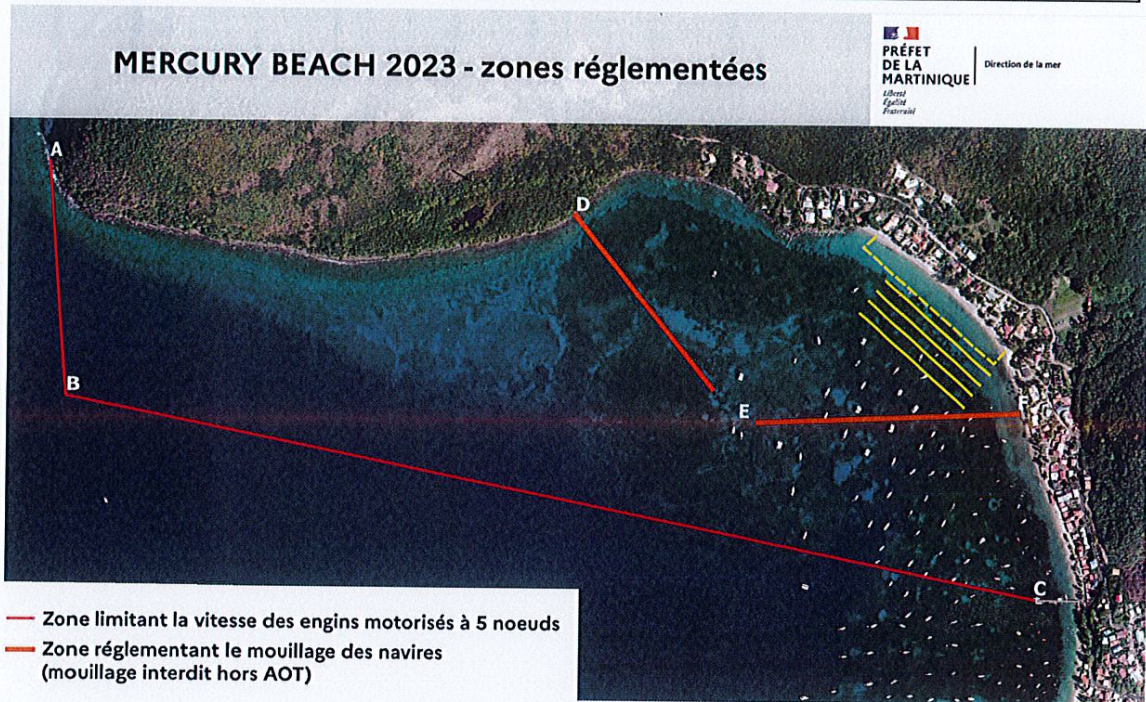 MERCURY BEACH 2023 - zones réglementées
PRÉFET
DE LA
MARTINIQUE
Liberté
Égalité
Fraternité
Direction de la mer
A
D
B
E
F
C
Zone limitant la vitesse des engins motorisés à 5 noeuds
Zone réglementant le mouillage des navires
(mouillage interdit hors AOT)